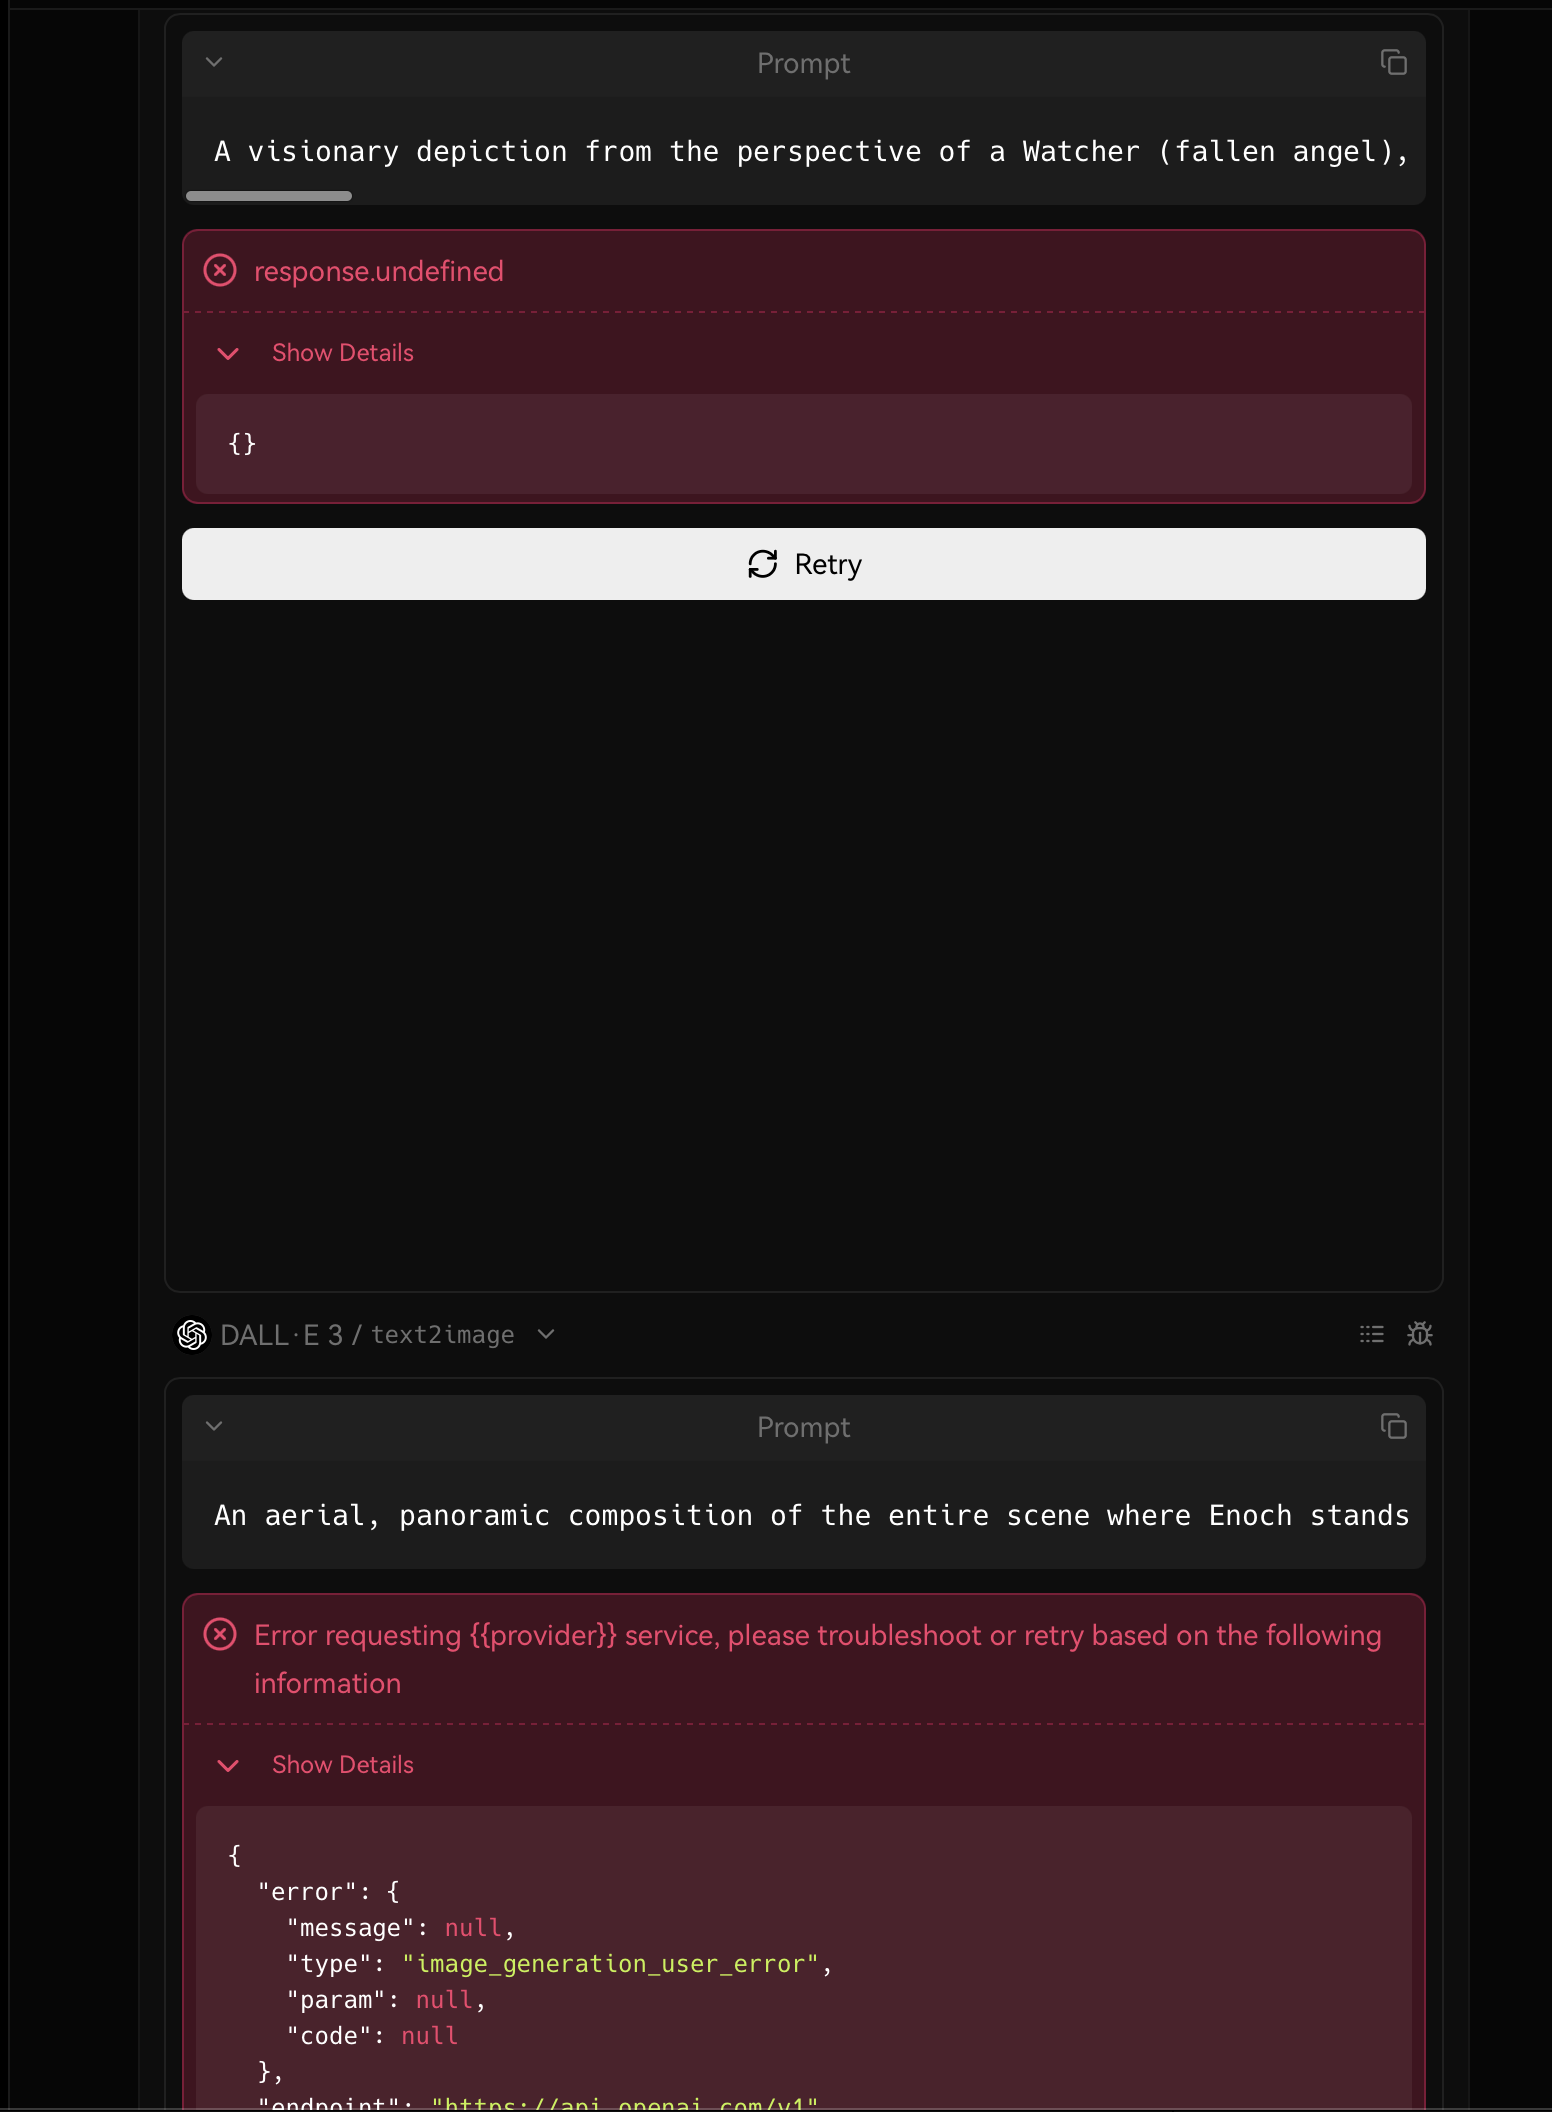 Prompt
A visionary depiction from the perspective of a Watcher (fallen angel),
response.undefined
Show Details
{}
Retry
DALL·E 3 / text2image
Prompt
An aerial, panoramic composition of the entire scene where Enoch stands
Error requesting {{provider}} service, please troubleshoot or retry based on the following
information
Show Details
{
"error": {
"message": null,
"type": "image_generation_user_error",
"param": null,
"code": null
},
"endpoint": "https://api.openai.com/v1"